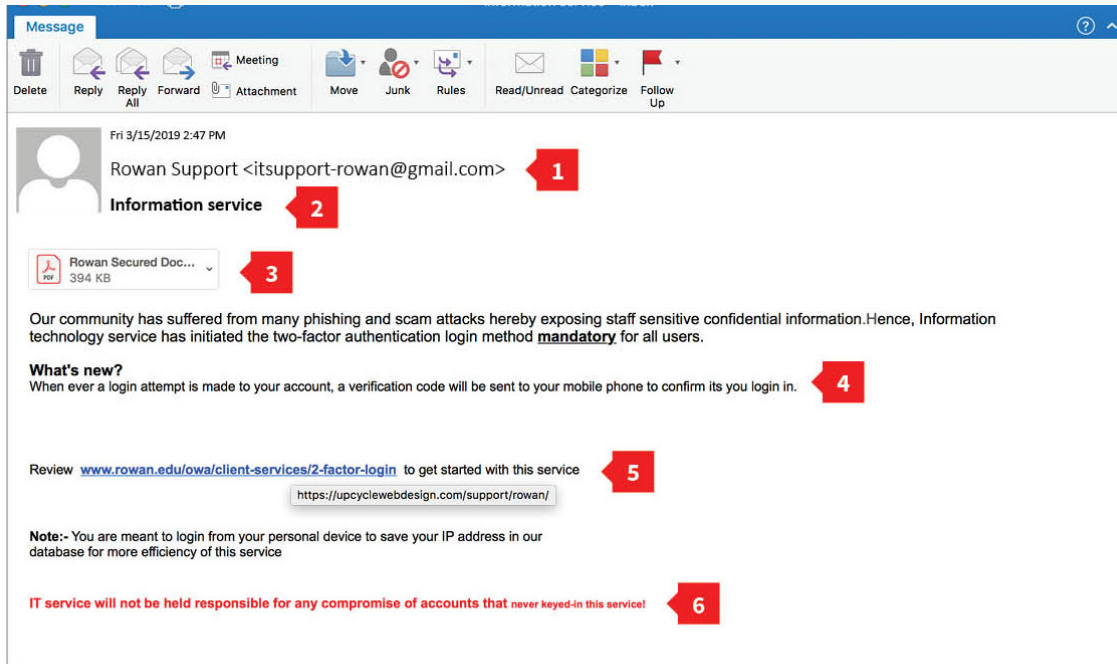 Message
Delete
Reply
Reply All
Forward
Meeting
Attachment
Move
Junk
Rules
Read/Unread
Categorize
Follow Up
Fri 3/15/2019 2:47 PM
Rowan Support <itsupport-rowan@gmail.com>
1
Information service
2
Rowan Secured Doc...
PDF
394 KB
3
Our community has suffered from many phishing and scam attacks hereby exposing staff sensitive confidential information.Hence, Information
technology service has initiated the two-factor authentication login method mandatory for all users.
What's new?
When ever a login attempt is made to your account, a verification code will be sent to your mobile phone to confirm its you login in.
4
Review www.rowan.edu/owa/client-services/2-factor-login to get started with this service
5
https://upcyclewebdesign.com/support/rowan/
Note:- You are meant to login from your personal device to save your IP address in our
database for more efficiency of this service
IT service will not be held responsible for any compromise of accounts that never keyed-in this service!
6